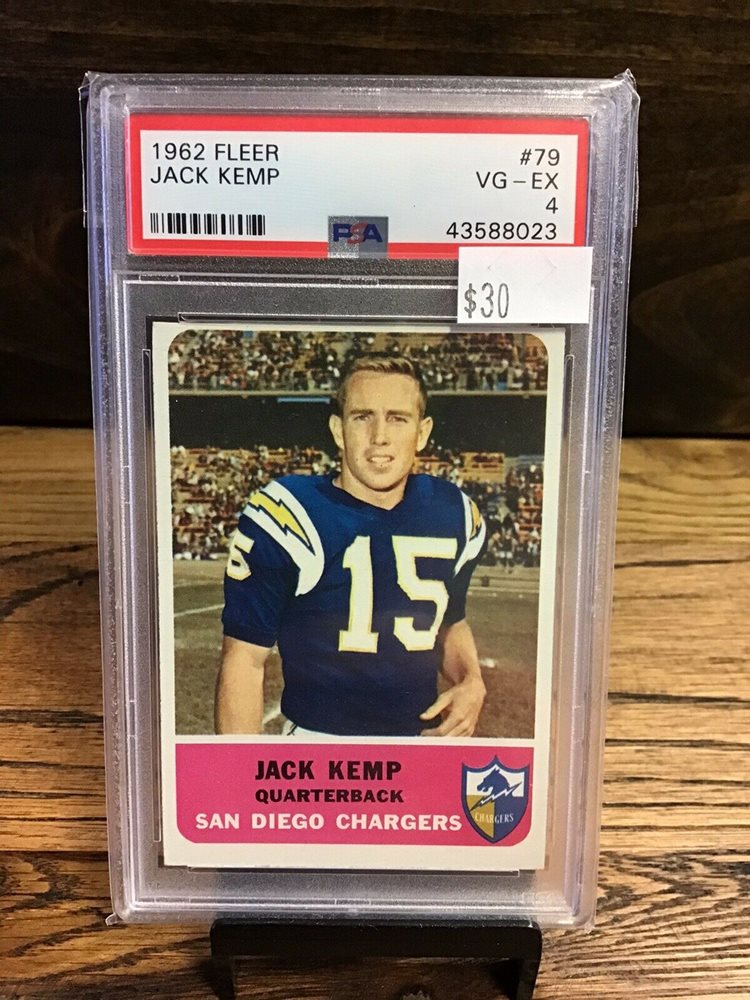 1962 FLEER #79
JACK KEMP VG-EX
4
PSA 43588023
$30
5
15
JACK KEMP
QUARTERBACK
SAN DIEGO CHARGERS
CHARGERS